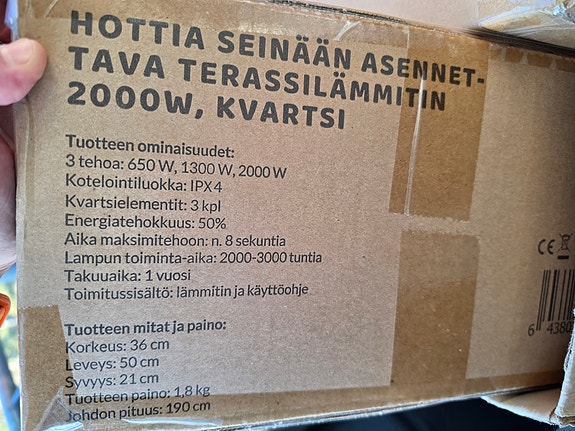 HOTTIA SEINÄÄN ASENNET-
TAVA TERASSILÄMMITIN
2000W, KVARTSI
Tuotteen ominaisuudet:
3 tehoa: 650 W, 1300 W, 2000 W
Kotelointiluokka: IPX4
Kvartsielementit: 3 kpl
Energiatehokkuus: 50%
Aika maksimitehoon: n. 8 sekuntia
Lampun toiminta-aika: 2000-3000 tuntia
Takuuaika: 1 vuosi
Toimitussisältö: lämmitin ja käyttöohje
Tuotteen mitat ja paino:
Korkeus: 36 cm
Leveys: 50 cm
Syvyys: 21 cm
Tuotteen paino: 1,8 kg
Johdon pituus: 190 cm
CE